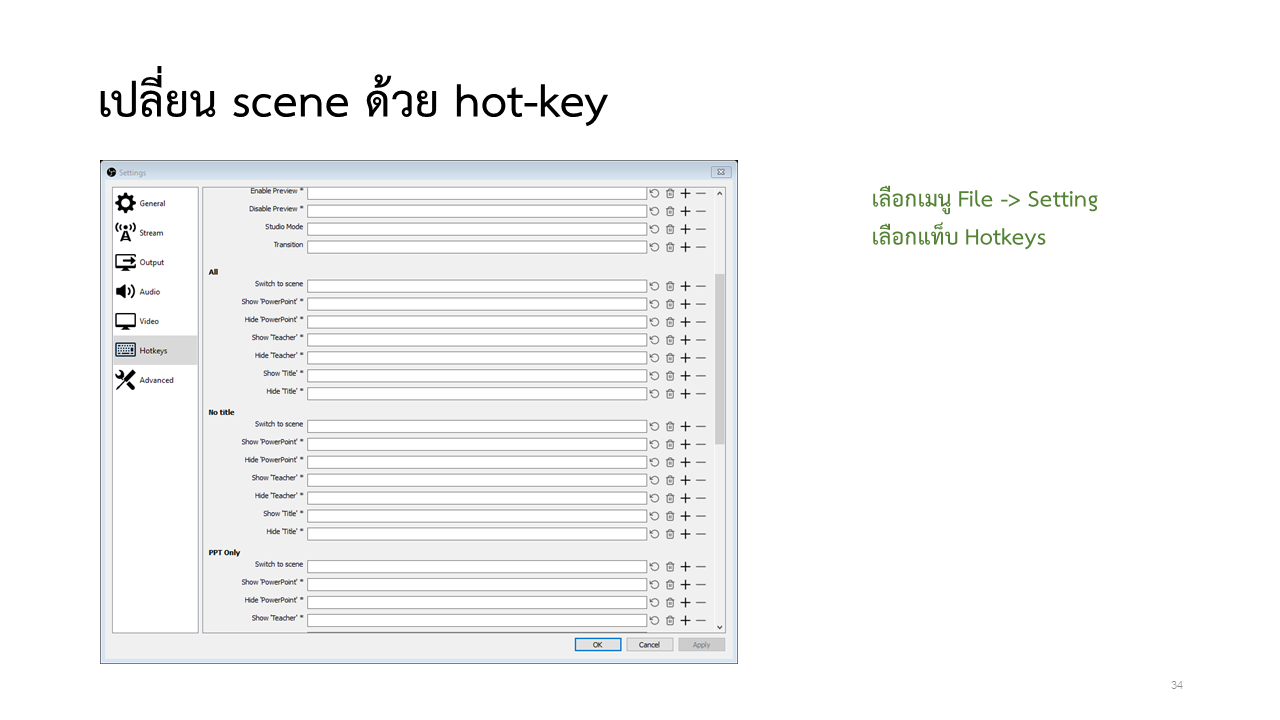 เปลี่ยน scene ด้วย hot-key
Settings
General
Stream
Output
Audio
Video
Hotkeys
Advanced
Enable Preview *
Disable Preview *
Studio Mode
Transition
All
Switch to scene
Show 'PowerPoint' *
Hide 'PowerPoint' *
Show 'Teacher' *
Hide 'Teacher' *
Show 'Title' *
Hide 'Title' *
No title
Switch to scene
Show 'PowerPoint' *
Hide 'PowerPoint' *
Show 'Teacher' *
Hide 'Teacher' *
Show 'Title' *
Hide 'Title' *
PPT Only
Switch to scene
Show 'PowerPoint' *
Hide 'PowerPoint' *
Show 'Teacher' *
OK Cancel Apply
เลือกเมนู File -> Setting
เลือกแท็บ Hotkeys
34